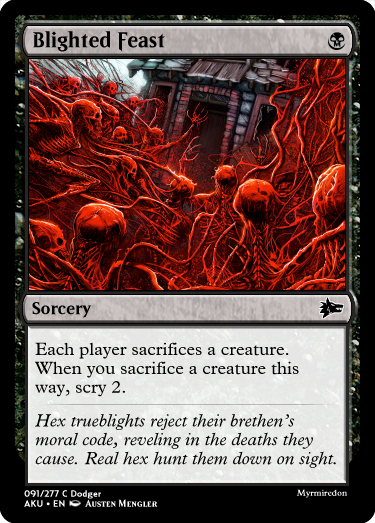 Blighted Feast
Sorcery
Each player sacrifices a creature.
When you sacrifice a creature this
way, scry 2.
Hex trueblights reject their brethen's
moral code, reveling in the deaths they
cause. Real hex hunt them down on sight.
091/277 C Dodger
Myrmiredon
AKU • EN Austen Mengler